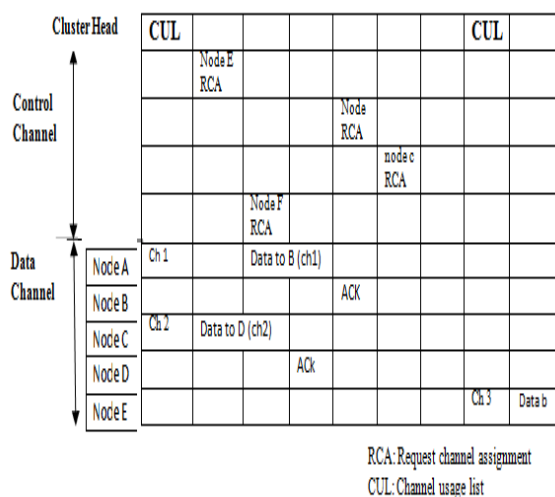 Cluster Head CUL CUL
Node E
RCA
Control
Channel
Node
RCA
node c
RCA
Node F
RCA
Data
Channel
Node A Ch 1 Data to B (ch1)
Node B ACK
Node C Ch 2 Data to D (ch2)
Node D ACk
Node E Ch 3 Data b
RCA: Request channel assignment
CUL: Channel usage list